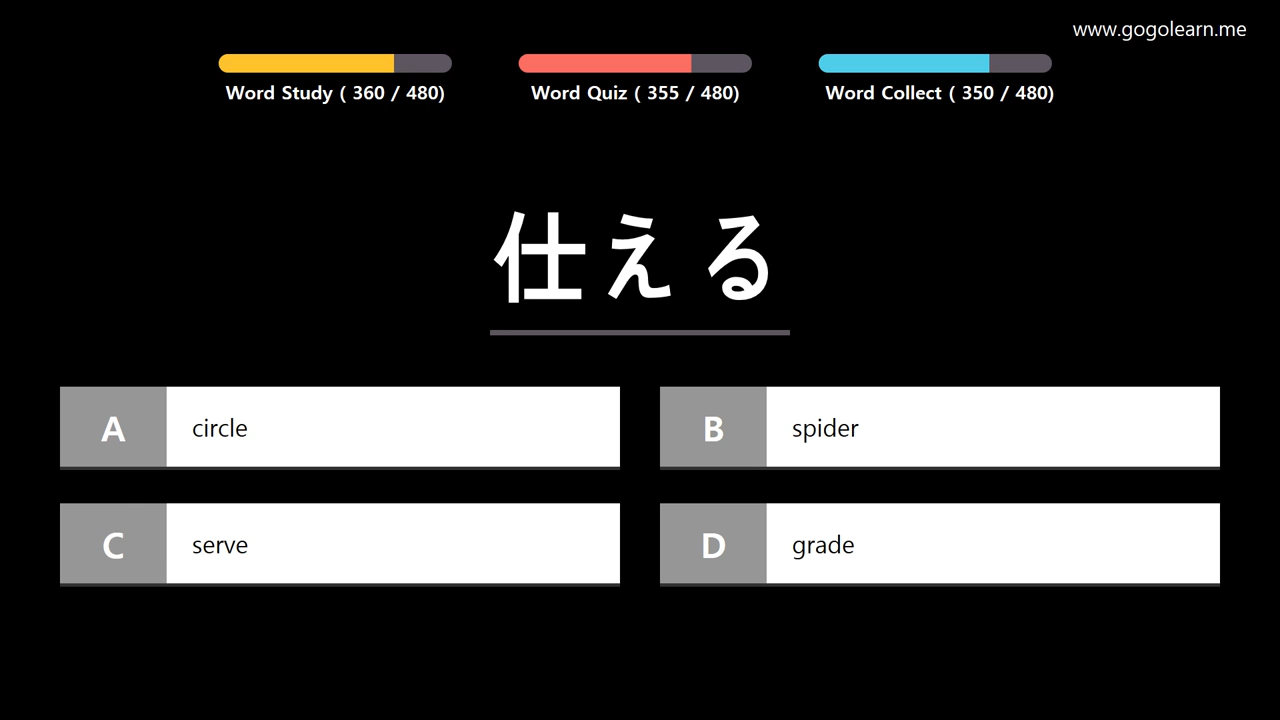 www.gogolearn.me
Word Study ( 360 / 480)
Word Quiz ( 355 / 480)
Word Collect ( 350 / 480)
仕える
A circle
B spider
C serve
D grade